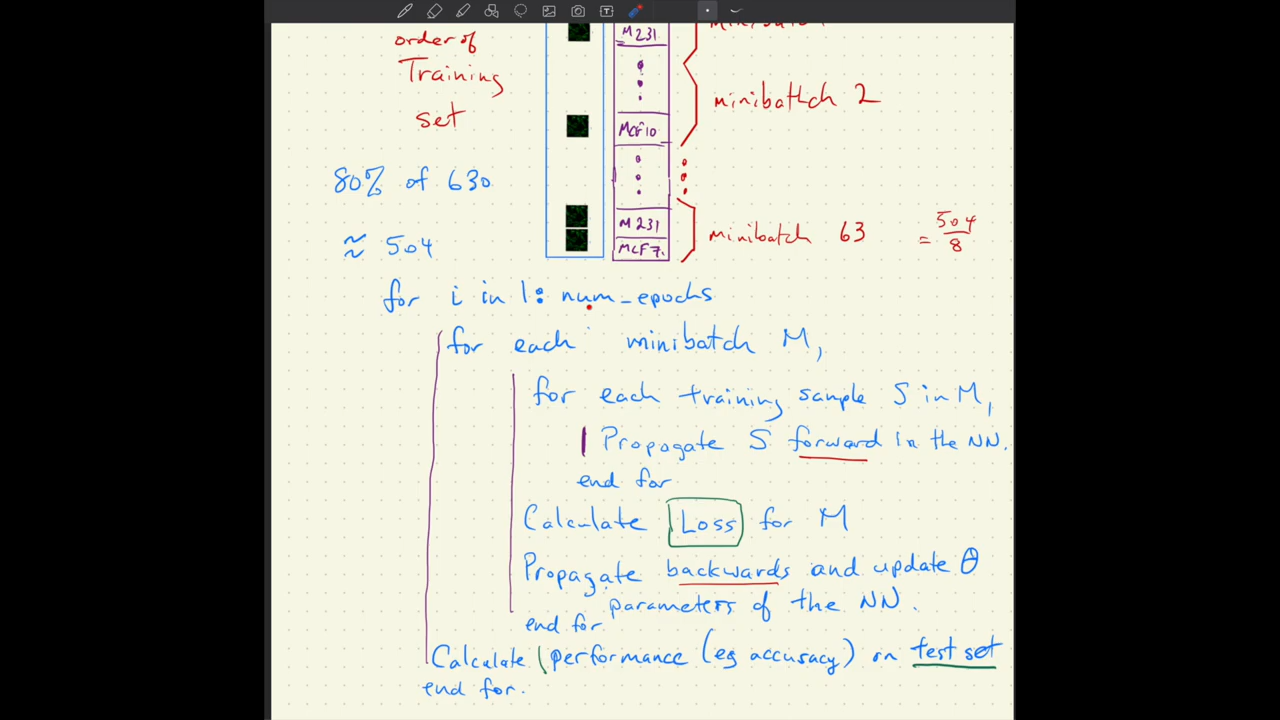 order of
Training
set
M231
minibatthch 2
MCF10
80% of 630
≈ 504
M231
MCF7.
minibatch 63 = 504/8
for i in 1: num_epochs
for each minibatch M,
for each training sample S in M,
Propagate S forward in the NN.
end for
Calculate Loss for M
Propagate backwards and update θ
parameters of the NN.
end for
Calculate performance (eg accuracy) on test set
end for.